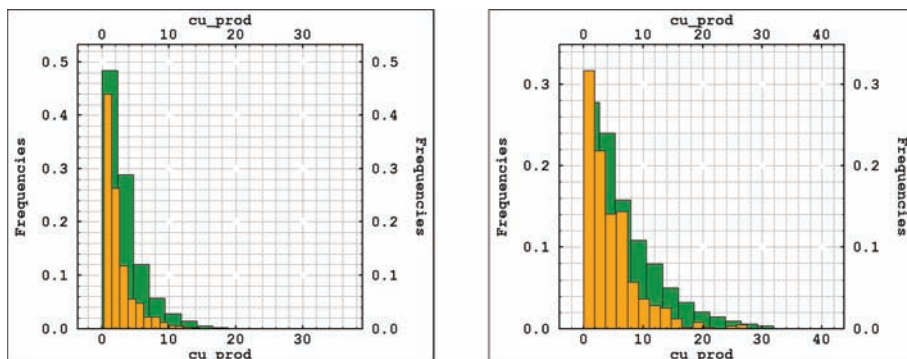 cu_prod
0 10 20 30
0.5 0.5
0.4 0.4
0.3 0.3
0.2 0.2
0.1 0.1
0.0 0.0
Frequencies
Frequencies
0 10 20 30
cu_prod
cu_prod
0 10 20 30 40
0.3 0.3
0.2 0.2
0.1 0.1
0.0 0.0
Frequencies
Frequencies
0 10 20 30 40
cu_prod